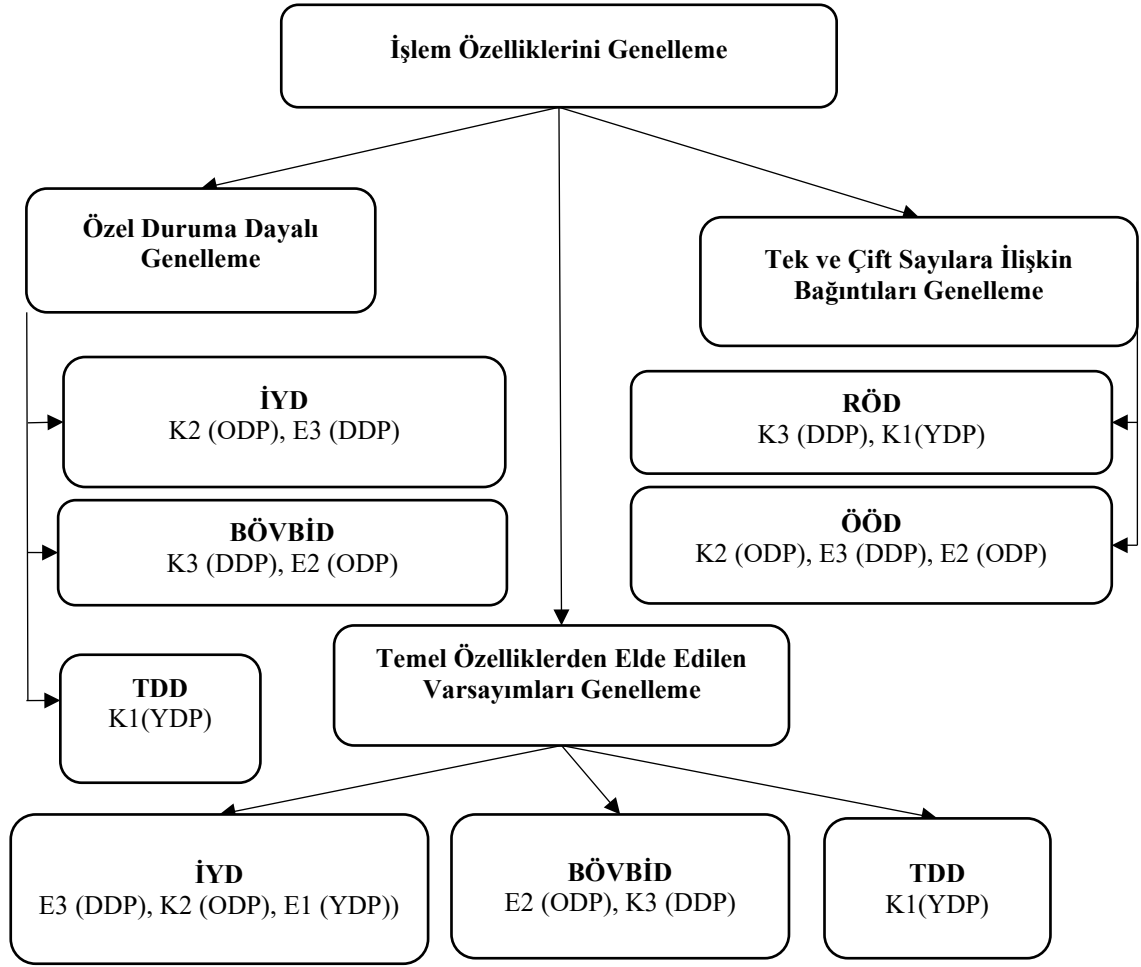 İşlem Özelliklerini Genelleme
Özel Duruma Dayalı
Genelleme
Tek ve Çift Sayılara İlişkin
Bağıntıları Genelleme
İYD
K2 (ODP), E3 (DDP)
BÖVBİD
K3 (DDP), E2 (ODP)
TDD
K1(YDP)
RÖD
K3 (DDP), K1(YDP)
ÖÖD
K2 (ODP), E3 (DDP), E2 (ODP)
Temel Özelliklerden Elde Edilen
Varsayımları Genelleme
İYD
E3 (DDP), K2 (ODP), E1 (YDP))
BÖVBİD
E2 (ODP), K3 (DDP)
TDD
K1(YDP)